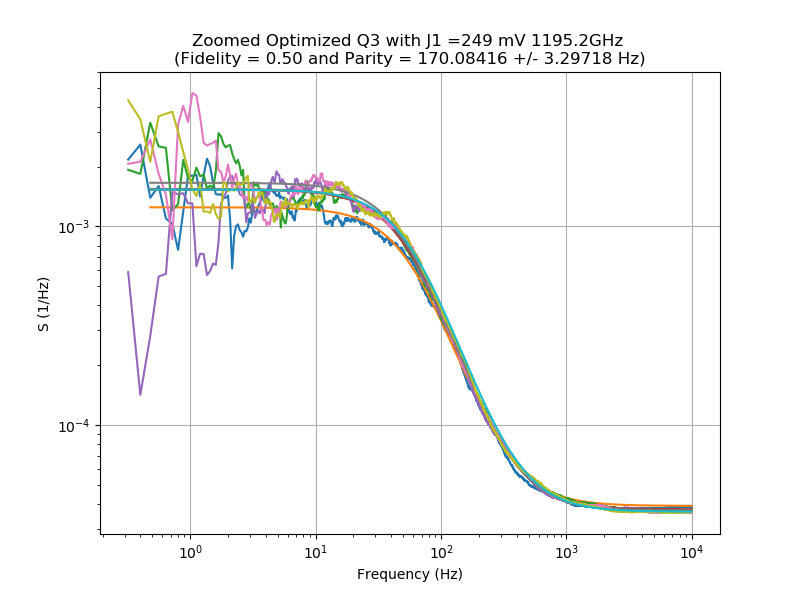 Zoomed Optimized Q3 with J1 =249 mV 1195.2GHz
(Fidelity = 0.50 and Parity = 170.08416 +/- 3.29718 Hz)
S (1/Hz)
10⁻³
10⁻⁴
10⁰ 10¹ 10² 10³ 10⁴
Frequency (Hz)